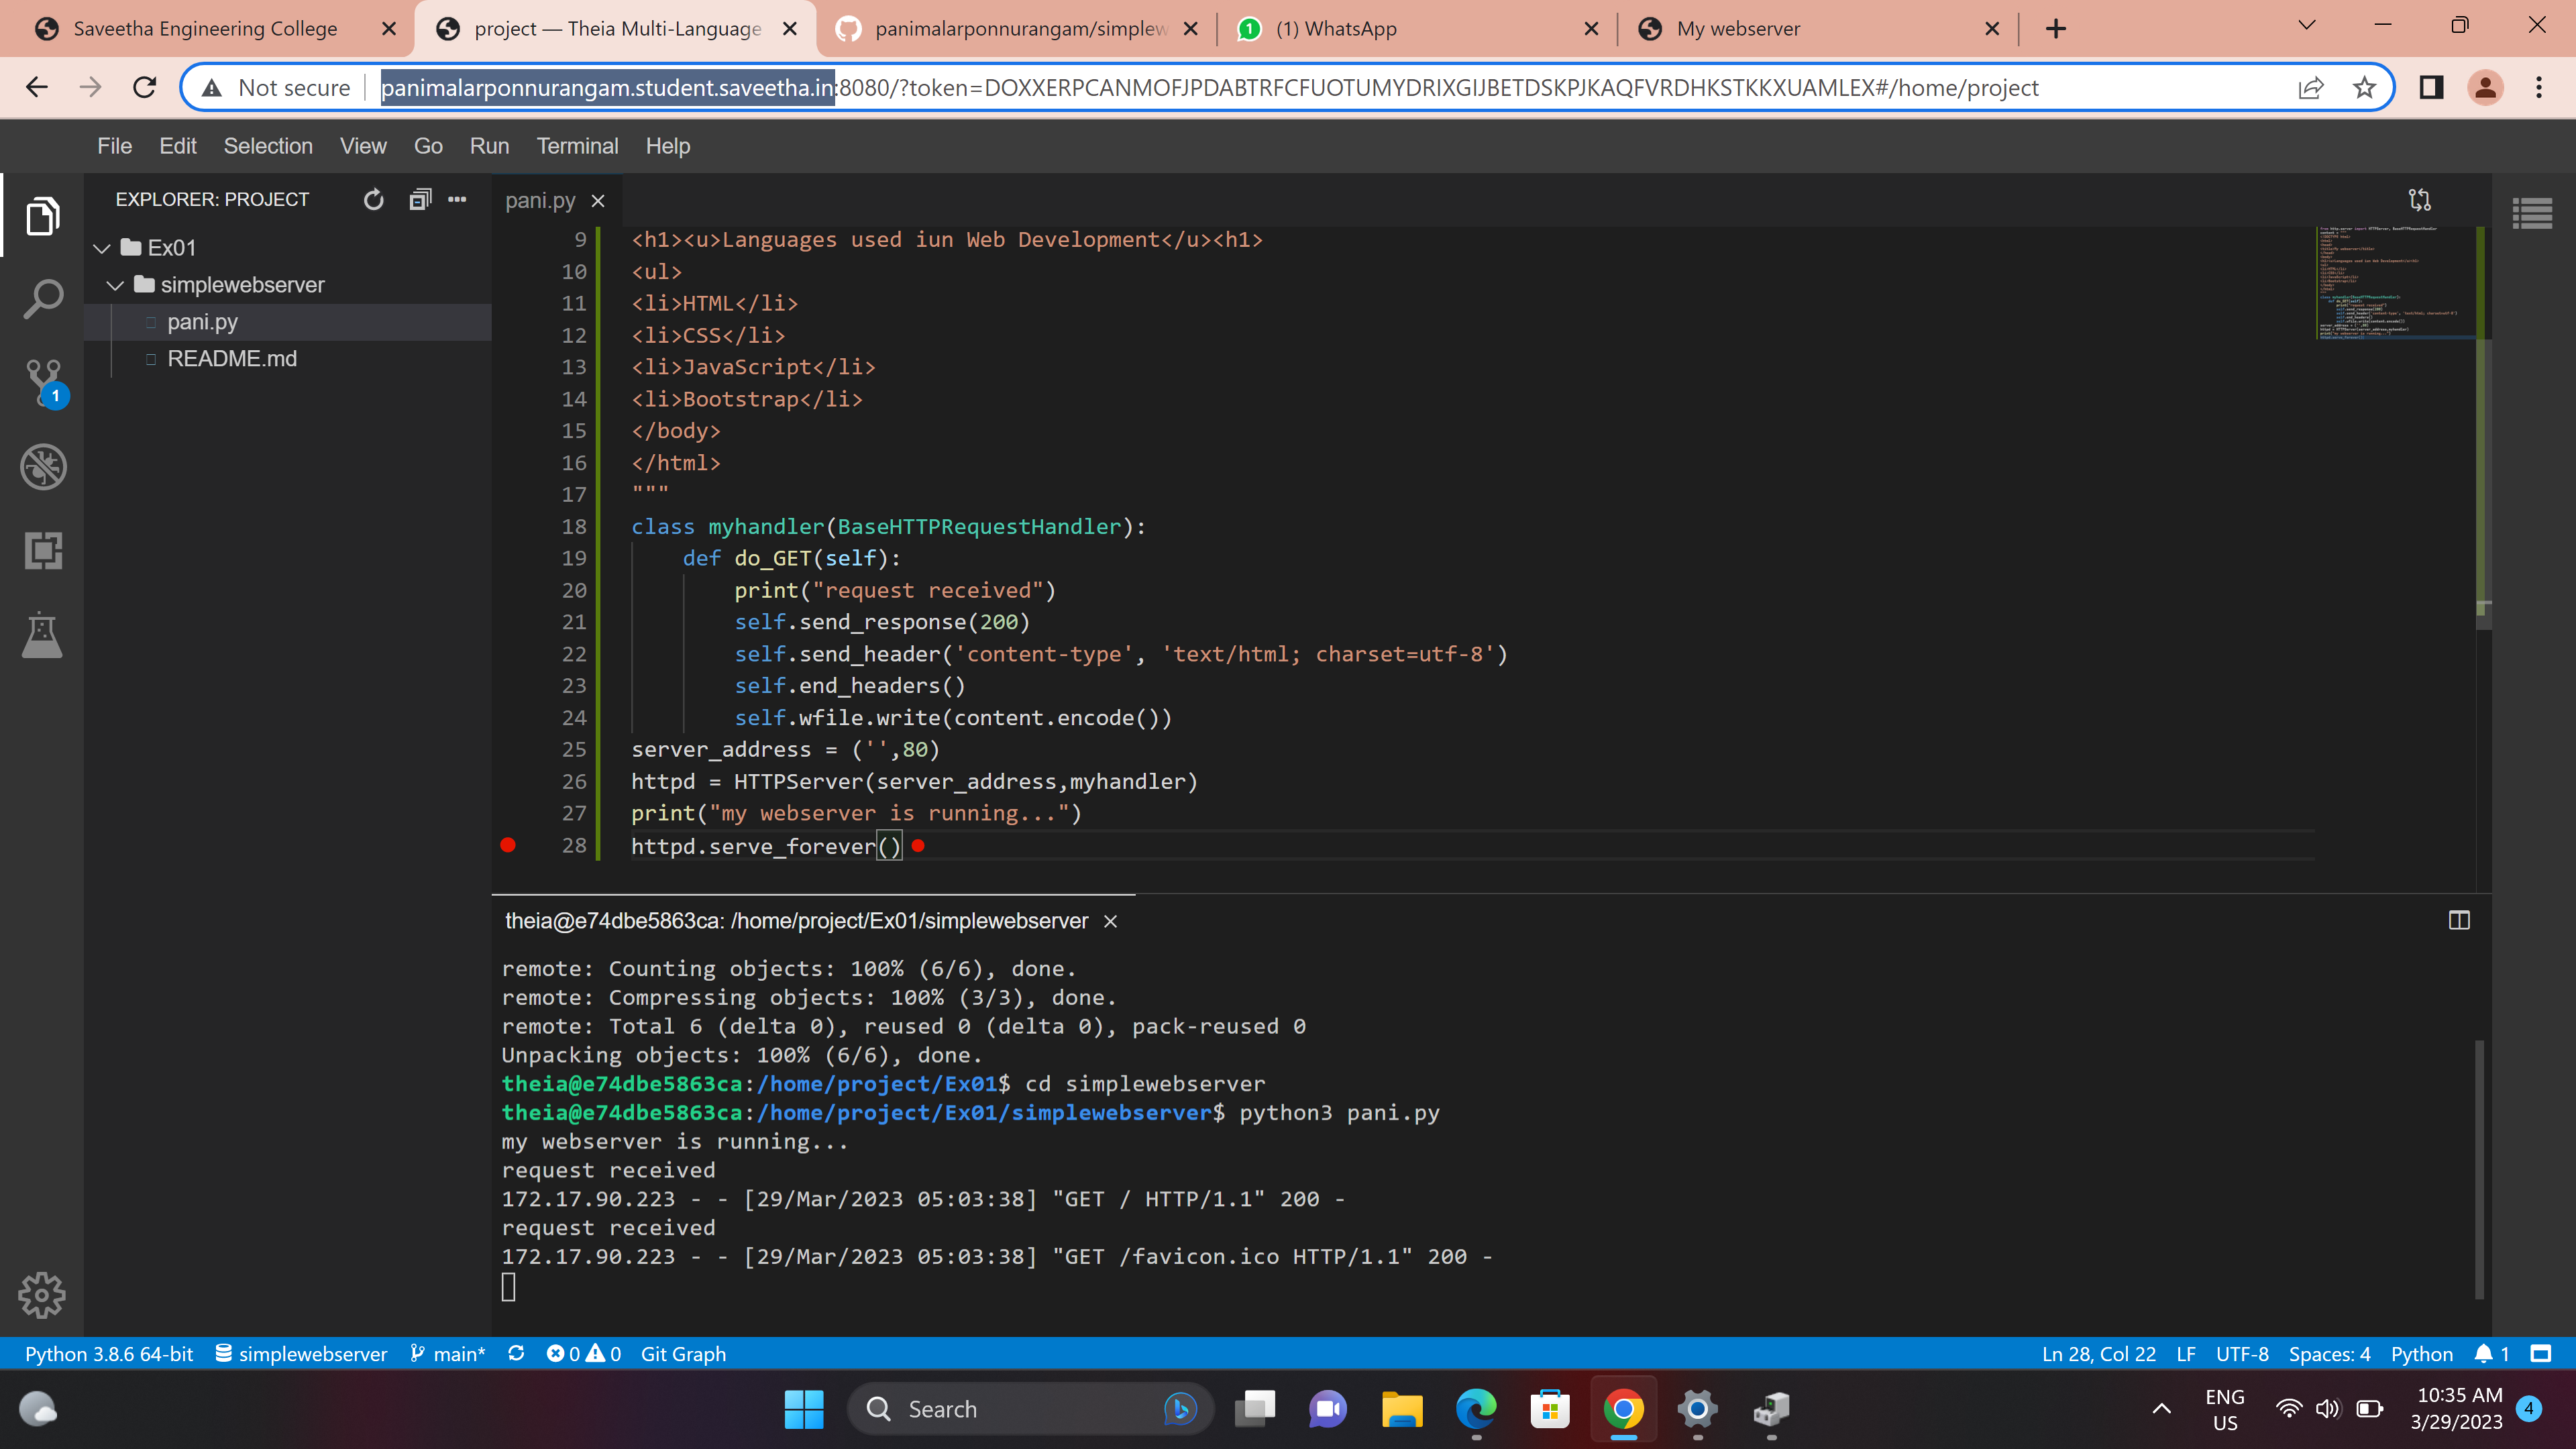 Saveetha Engineering College
project — Theia Multi-Language
panimalarponnurangam/simplew
(1) WhatsApp
My webserver
Not secure
panimalarponnurangam.student.saveetha.in:8080/?token=DOXXERPCANMOFJPDABTRFCFUOTUMYDRIXGIJBETDSKPJKAQFVRDHKSTKKXUAMLEX#/home/project
File Edit Selection View Go Run Terminal Help
EXPLORER: PROJECT
Ex01
simplewebserver
pani.py
README.md
1
pani.py
9 <h1><u>Languages used iun Web Development</u><h1>
10 <ul>
11 <li>HTML</li>
12 <li>CSS</li>
13 <li>JavaScript</li>
14 <li>Bootstrap</li>
15 </body>
16 </html>
17 """
18 class myhandler(BaseHTTPRequestHandler):
19 def do_GET(self):
20 print("request received")
21 self.send_response(200)
22 self.send_header('content-type', 'text/html; charset=utf-8')
23 self.end_headers()
24 self.wfile.write(content.encode())
25 server_address = ('',80)
26 httpd = HTTPServer(server_address,myhandler)
27 print("my webserver is running...")
28 httpd.serve_forever()
theia@e74dbe5863ca: /home/project/Ex01/simplewebserver
remote: Counting objects: 100% (6/6), done.
remote: Compressing objects: 100% (3/3), done.
remote: Total 6 (delta 0), reused 0 (delta 0), pack-reused 0
Unpacking objects: 100% (6/6), done.
theia@e74dbe5863ca:/home/project/Ex01$ cd simplewebserver
theia@e74dbe5863ca:/home/project/Ex01/simplewebserver$ python3 pani.py
my webserver is running...
request received
172.17.90.223 - - [29/Mar/2023 05:03:38] "GET / HTTP/1.1" 200 -
request received
172.17.90.223 - - [29/Mar/2023 05:03:38] "GET /favicon.ico HTTP/1.1" 200 -
Python 3.8.6 64-bit simplewebserver main* 0 0 Git Graph
Ln 28, Col 22 LF UTF-8 Spaces: 4 Python 1
Search
ENG
US
10:35 AM
3/29/2023
4